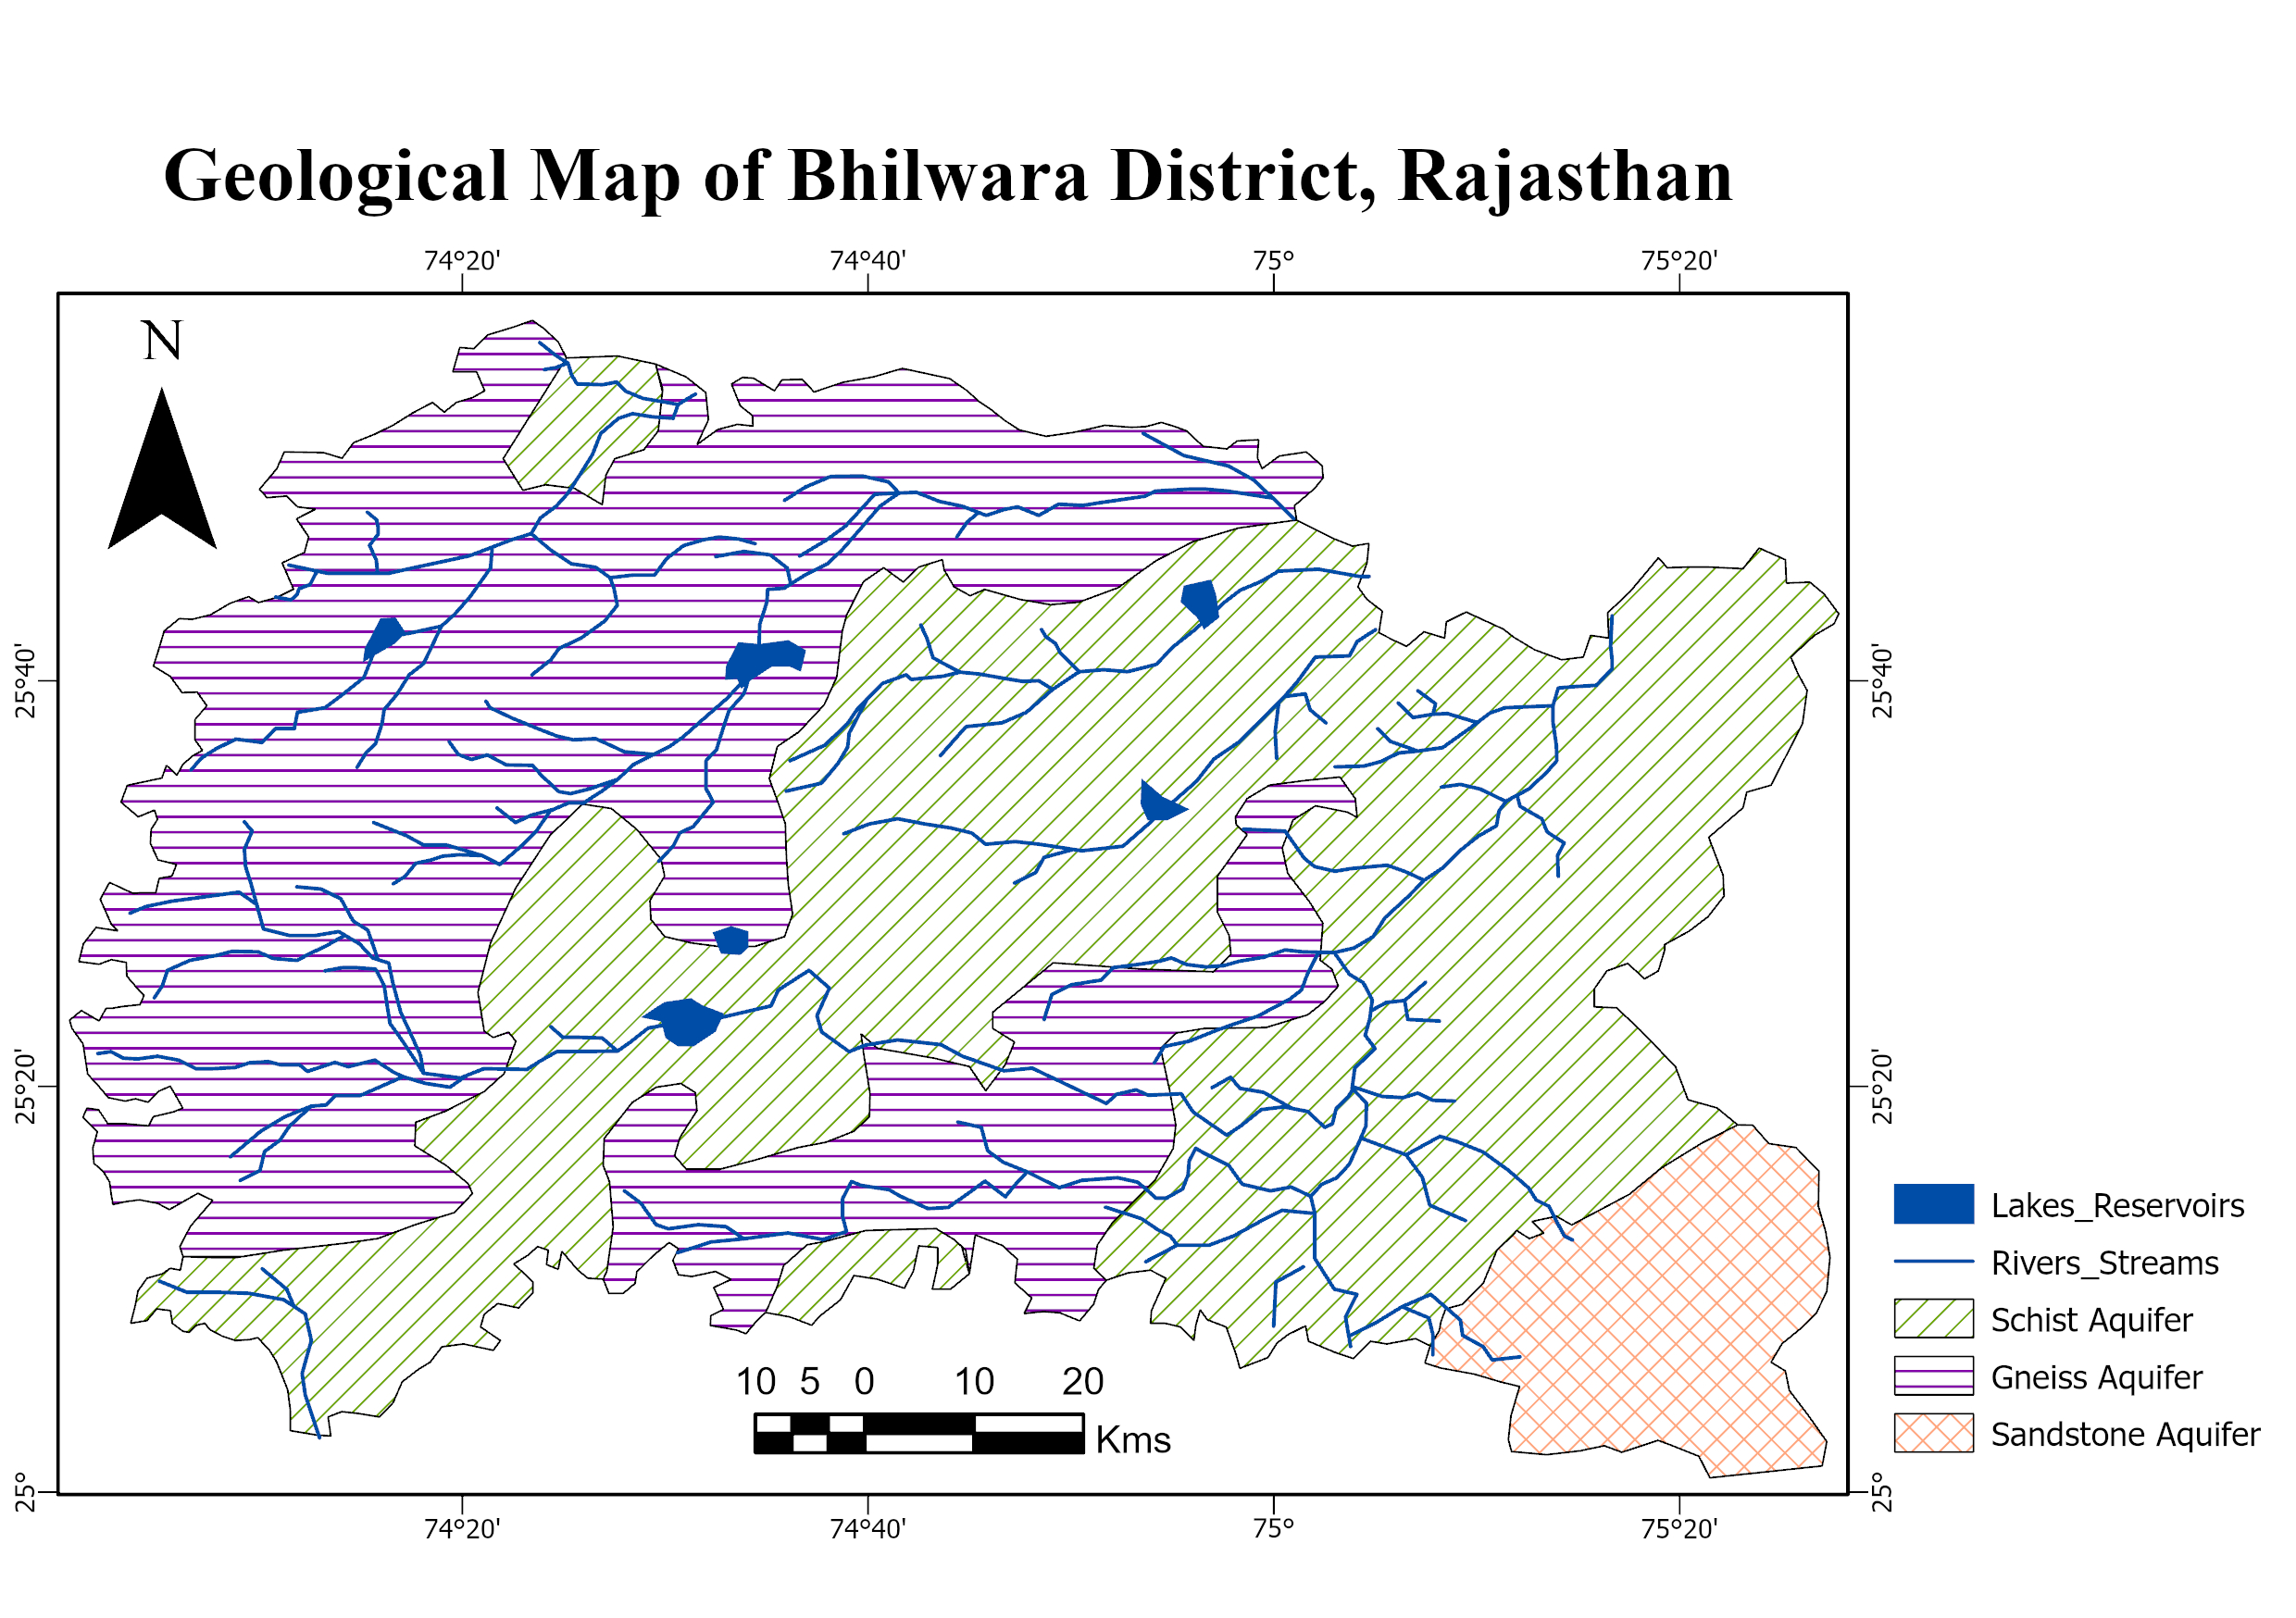 Geological Map of Bhilwara District, Rajasthan
74°20' 74°40' 75° 75°20'
N
25°40' 25°40'
25°20' 25°20'
Lakes_Reservoirs
Rivers_Streams
Schist Aquifer
Gneiss Aquifer
Sandstone Aquifer
10 5 0 10 20
Kms
25° 25°
74°20' 74°40' 75° 75°20'